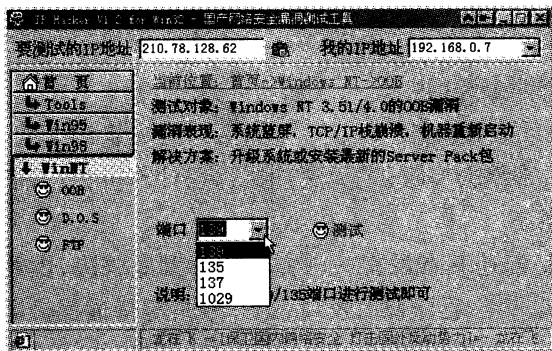 IP Hacker V1.2 for Win32 - 国产网络安全漏洞测试工具
要测试的IP地址 210.78.128.62 我的IP地址 192.168.0.7
首 页
Tools
Win95
Win98
WinNT
OOB
D.O.S
FTP
当前位置: 首页->Windows NT->OOB
测试对象: Windows NT 3.51/4.0的OOB漏洞
漏洞表现: 系统蓝屏, TCP/IP栈崩溃, 机器重新启动
解决方案: 升级系统或安装最新的Server Pack包
端口 139 测试
139
135
137
1029
说明: /135端口进行测试即可